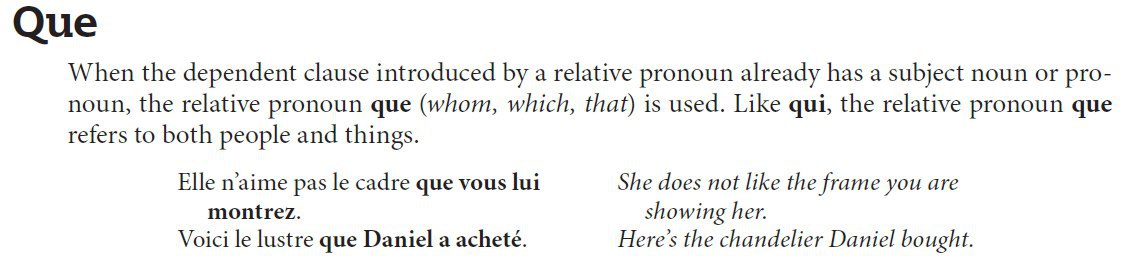 Que
When the dependent clause introduced by a relative pronoun already has a subject noun or pro-
noun, the relative pronoun que (whom, which, that) is used. Like qui, the relative pronoun que
refers to both people and things.
Elle n’aime pas le cadre que vous lui
montrez.
Voici le lustre que Daniel a acheté.
She does not like the frame you are
showing her.
Here’s the chandelier Daniel bought.